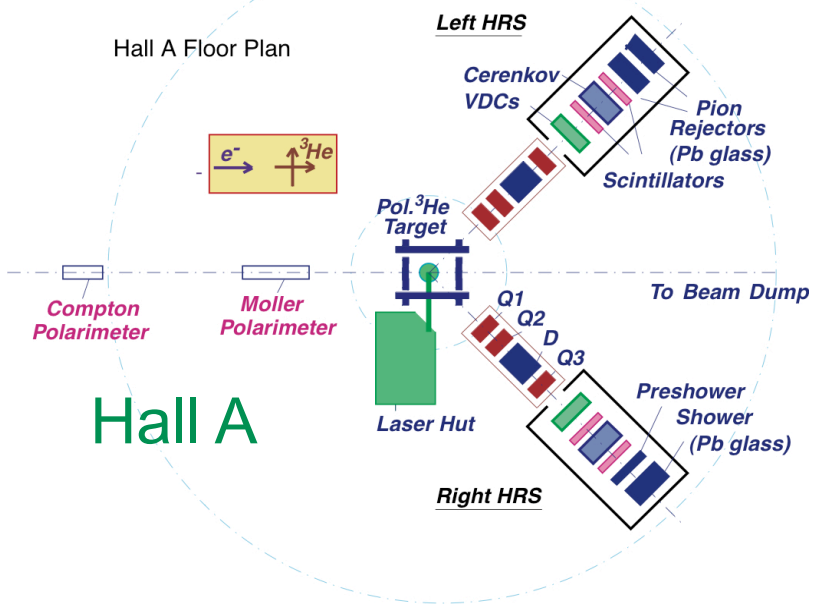 Left HRS
Hall A Floor Plan
Cerenkov
VDCs
Pion
Rejectors
(Pb glass)
Scintillators
e-
³He
-
Pol.³He
Target
To Beam Dump
Compton
Polarimeter
Moller
Polarimeter
Q1
Q2
D
Q3
Preshower
Shower
(Pb glass)
Hall A
Laser Hut
Right HRS